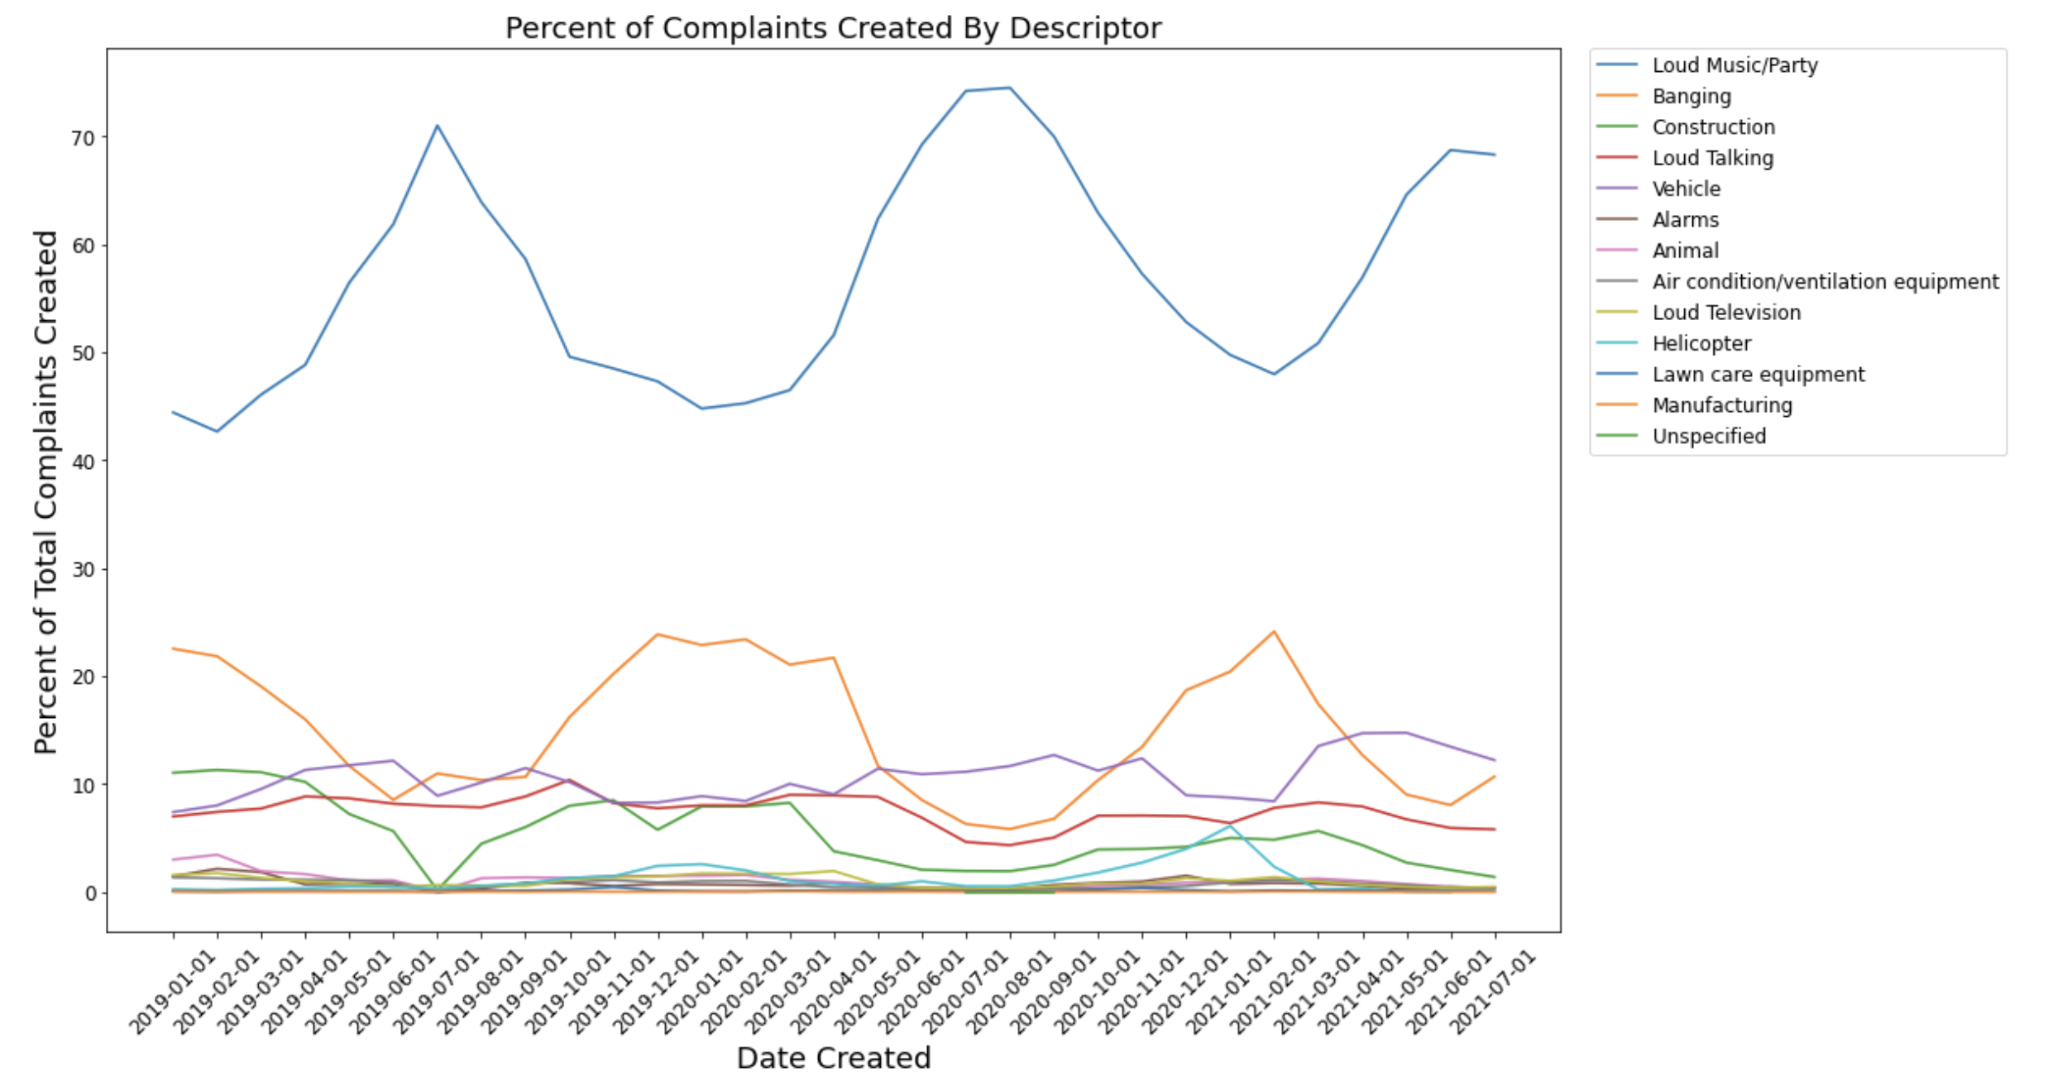 Percent of Complaints Created By Descriptor
Percent of Total Complaints Created
70
60
50
40
30
20
10
0
2019-01-01
2019-02-01
2019-03-01
2019-04-01
2019-05-01
2019-06-01
2019-07-01
2019-08-01
2019-09-01
2019-10-01
2019-11-01
2019-12-01
2020-01-01
2020-02-01
2020-03-01
2020-04-01
2020-05-01
2020-06-01
2020-07-01
2020-08-01
2020-09-01
2020-10-01
2020-11-01
2020-12-01
2021-01-01
2021-02-01
2021-03-01
2021-04-01
2021-05-01
2021-06-01
2021-07-01
Date Created
Loud Music/Party
Banging
Construction
Loud Talking
Vehicle
Alarms
Animal
Air condition/ventilation equipment
Loud Television
Helicopter
Lawn care equipment
Manufacturing
Unspecified